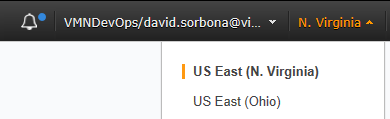 VMNDevOps/david.sorbona@vi... N. Virginia
US East (N. Virginia)
US East (Ohio)